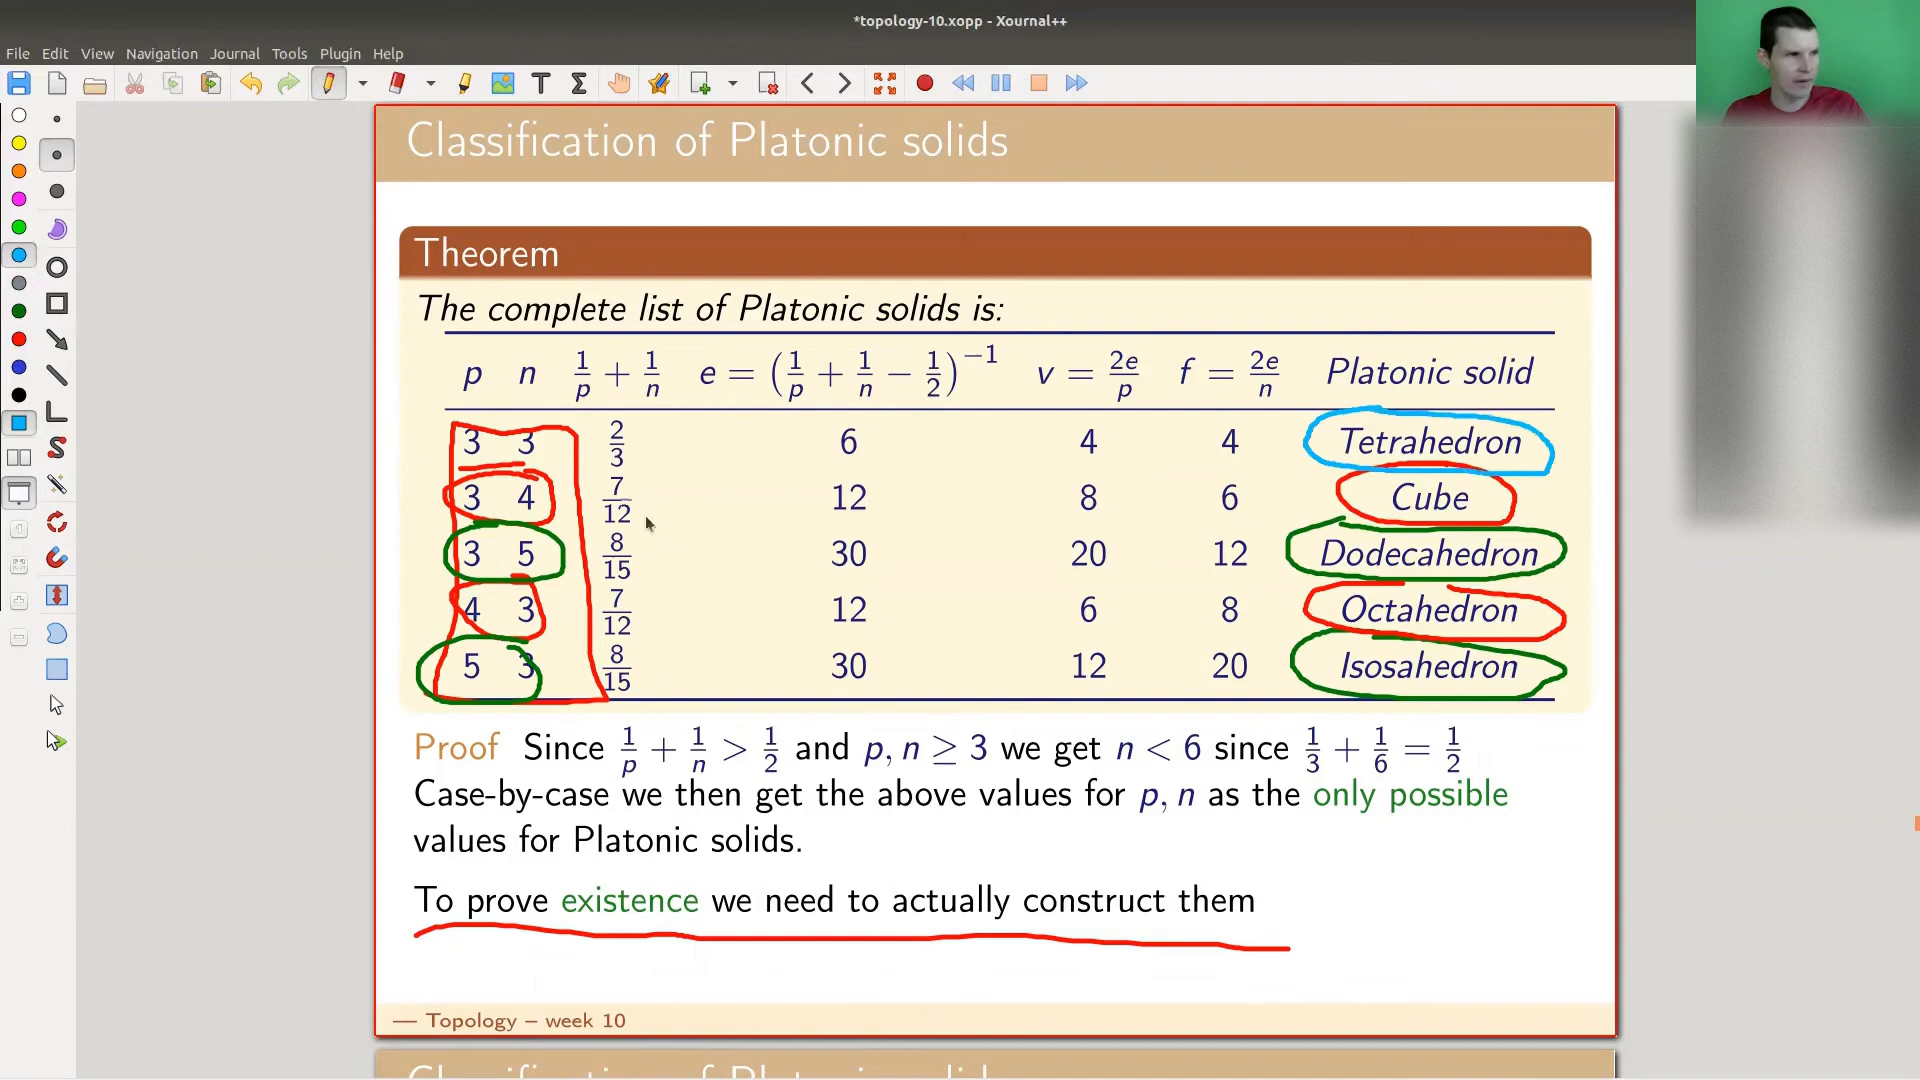 *topology-10.xopp - Xournal++
File Edit View Navigation Journal Tools Plugin Help
Classification of Platonic solids
Theorem
The complete list of Platonic solids is:
p n 1/p + 1/n e = (1/p + 1/n − 1/2)^−1 v = 2e/p f = 2e/n Platonic solid
3 3 2/3 6 4 4 Tetrahedron
3 4 7/12 12 8 6 Cube
3 5 8/15 30 20 12 Dodecahedron
4 3 7/12 12 6 8 Octahedron
5 3 8/15 30 12 20 Isosahedron
Proof Since 1/p + 1/n > 1/2 and p, n ≥ 3 we get n < 6 since 1/3 + 1/6 = 1/2
Case-by-case we then get the above values for p, n as the only possible
values for Platonic solids.
To prove existence we need to actually construct them
— Topology – week 10